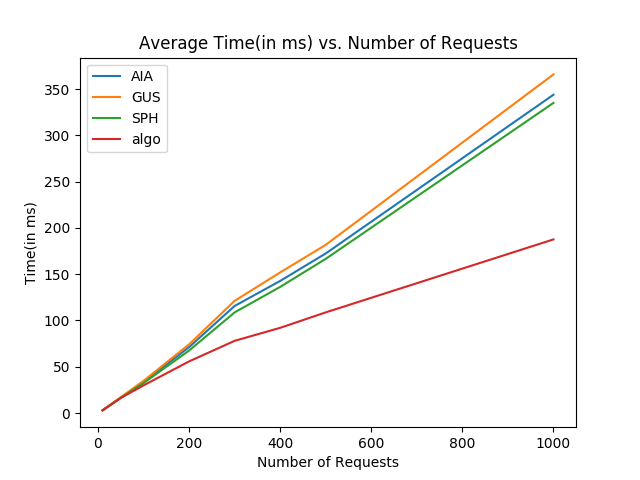 Average Time(in ms) vs. Number of Requests
AIA
GUS
SPH
algo
350
300
250
200
150
100
50
0
Time(in ms)
0 200 400 600 800 1000
Number of Requests